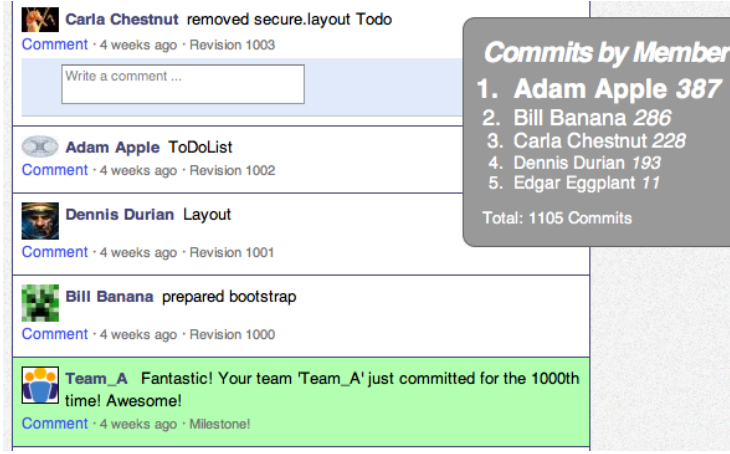 Carla Chestnut removed secure.layout Todo
Comment · 4 weeks ago · Revision 1003
Write a comment ...
Adam Apple ToDoList
Comment · 4 weeks ago · Revision 1002
Dennis Durian Layout
Comment · 4 weeks ago · Revision 1001
Bill Banana prepared bootstrap
Comment · 4 weeks ago · Revision 1000
Team_A Fantastic! Your team 'Team_A' just committed for the 1000th
time! Awesome!
Comment · 4 weeks ago · Milestone!
Commits by Member
1. Adam Apple 387
2. Bill Banana 286
3. Carla Chestnut 228
4. Dennis Durian 193
5. Edgar Eggplant 11
Total: 1105 Commits